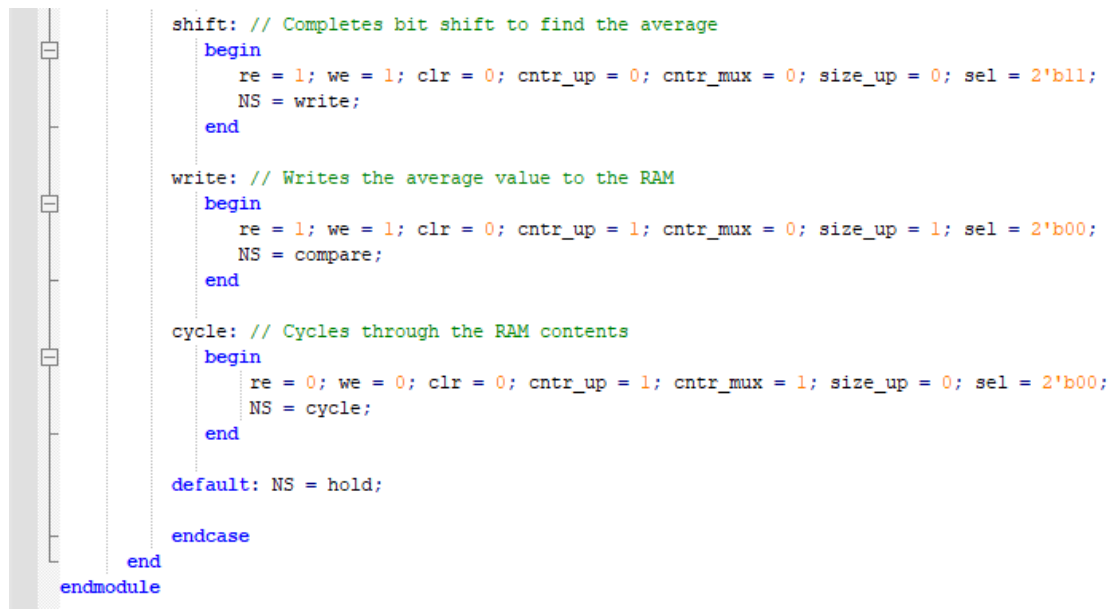 shift: // Completes bit shift to find the average
begin
re = 1; we = 1; clr = 0; cntr_up = 0; cntr_mux = 0; size_up = 0; sel = 2'b11;
NS = write;
end
write: // Writes the average value to the RAM
begin
re = 1; we = 1; clr = 0; cntr_up = 1; cntr_mux = 0; size_up = 1; sel = 2'b00;
NS = compare;
end
cycle: // Cycles through the RAM contents
begin
re = 0; we = 0; clr = 0; cntr_up = 1; cntr_mux = 1; size_up = 0; sel = 2'b00;
NS = cycle;
end
default: NS = hold;
endcase
end
endmodule